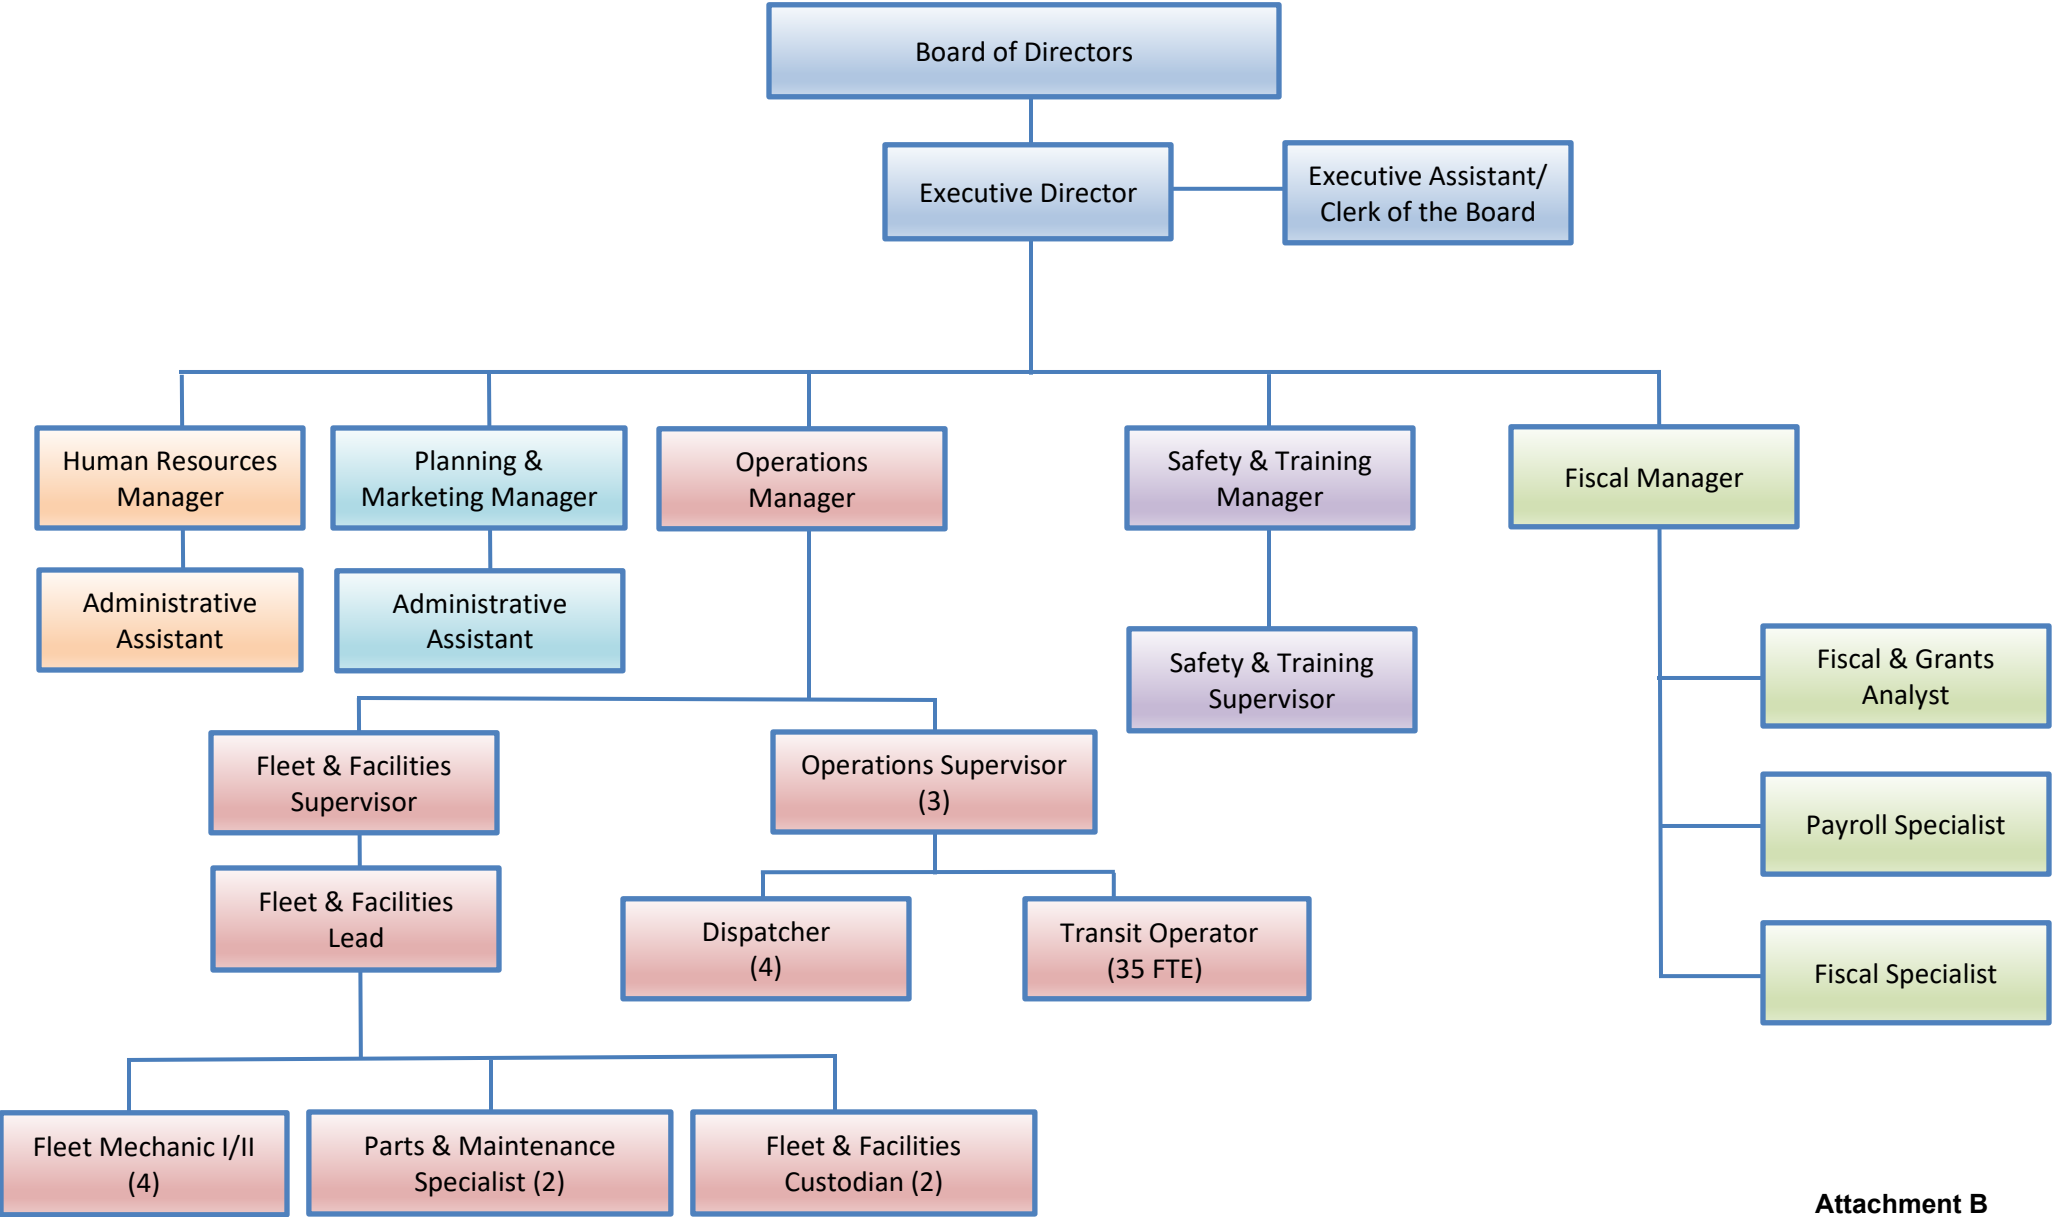 Board of Directors
Executive Director
Executive Assistant/
Clerk of the Board
Human Resources
Manager
Planning &
Marketing Manager
Operations
Manager
Safety & Training
Manager
Fiscal Manager
Administrative
Assistant
Administrative
Assistant
Safety & Training
Supervisor
Fiscal & Grants
Analyst
Fleet & Facilities
Supervisor
Operations Supervisor
(3)
Payroll Specialist
Fleet & Facilities
Lead
Dispatcher
(4)
Transit Operator
(35 FTE)
Fiscal Specialist
Fleet Mechanic I/II
(4)
Parts & Maintenance
Specialist (2)
Fleet & Facilities
Custodian (2)
Attachment B